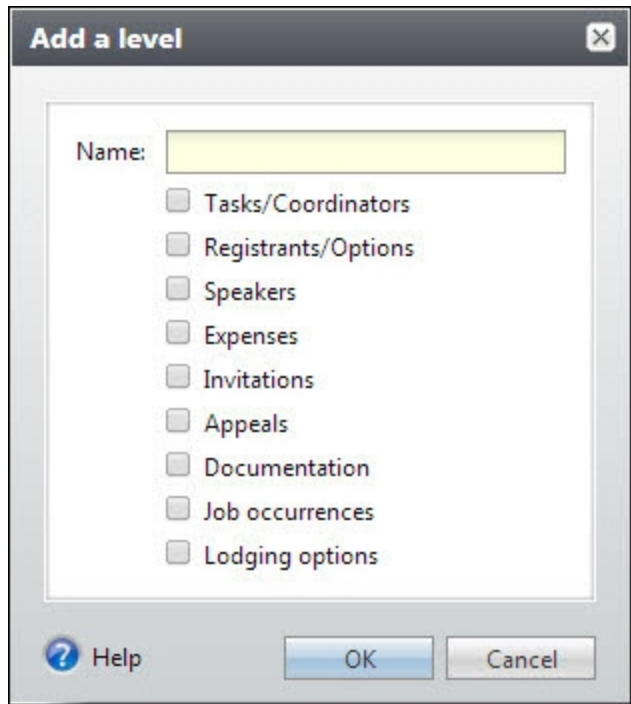 Add a level
Name:
Tasks/Coordinators
Registrants/Options
Speakers
Expenses
Invitations
Appeals
Documentation
Job occurrences
Lodging options
? Help OK Cancel